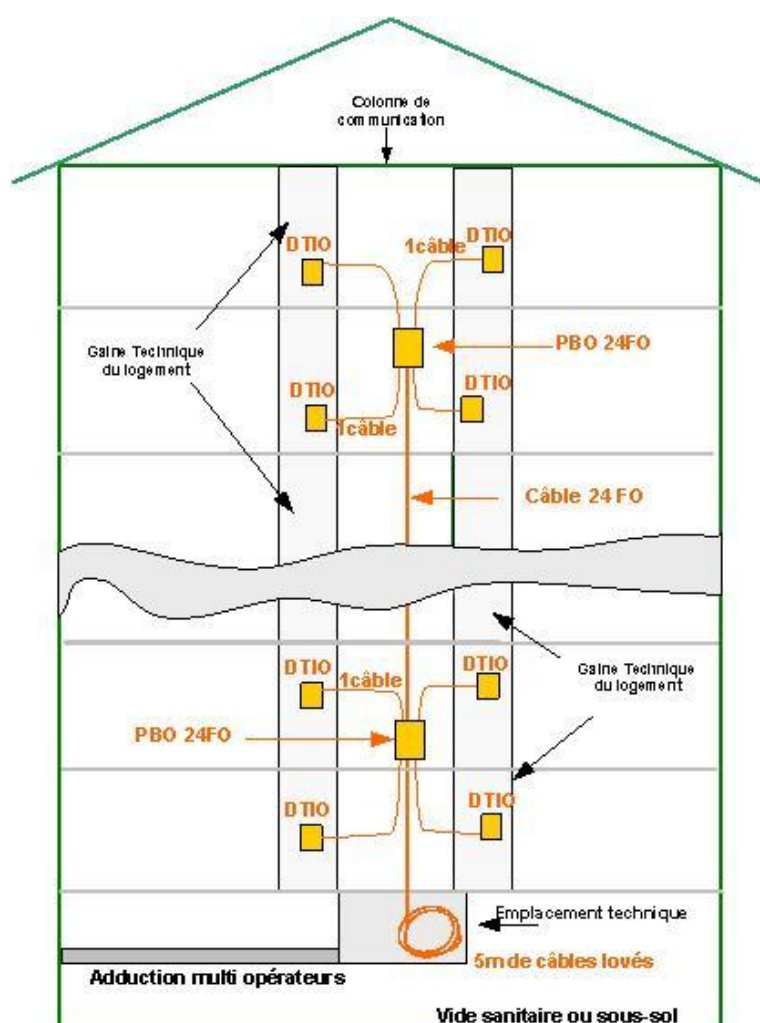 Colonne de
communication
DTIO
1câble
DTIO
PBO 24FO
Gaine Technique
du logement
DTIO
DTIO
1câble
Câble 24 FO
DTIO
1câble
DTIO
Gaine Technique
du logement
PBO 24FO
DTIO
DTIO
Emplacement technique
5m de câbles lovés
Adduction multi opérateurs
Vide sanitaire ou sous-sol